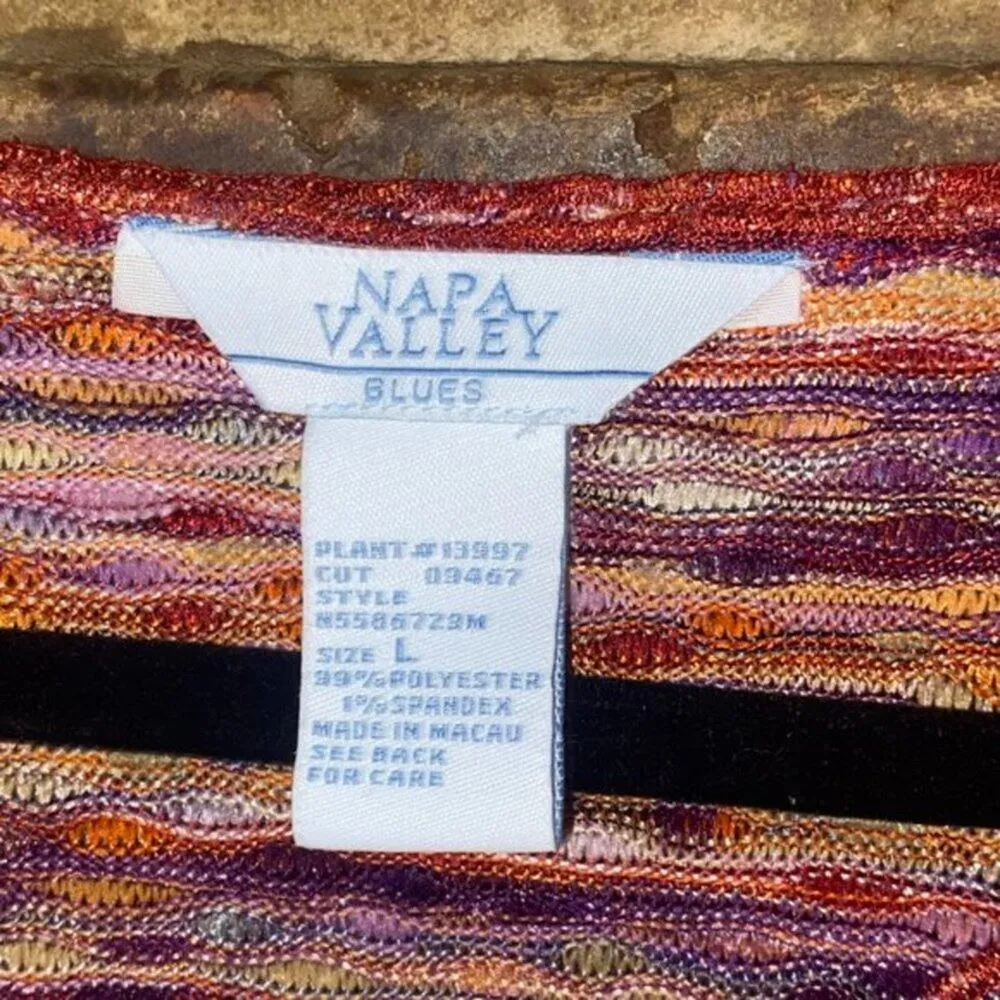 NAPA
VALLEY
BLUES
PLANT # 13997
CUT 09467
STYLE
N5586729M
SIZE L
99% POLYESTER
1% SPANDEX
MADE IN MACAU
SEE BACK
FOR CARE